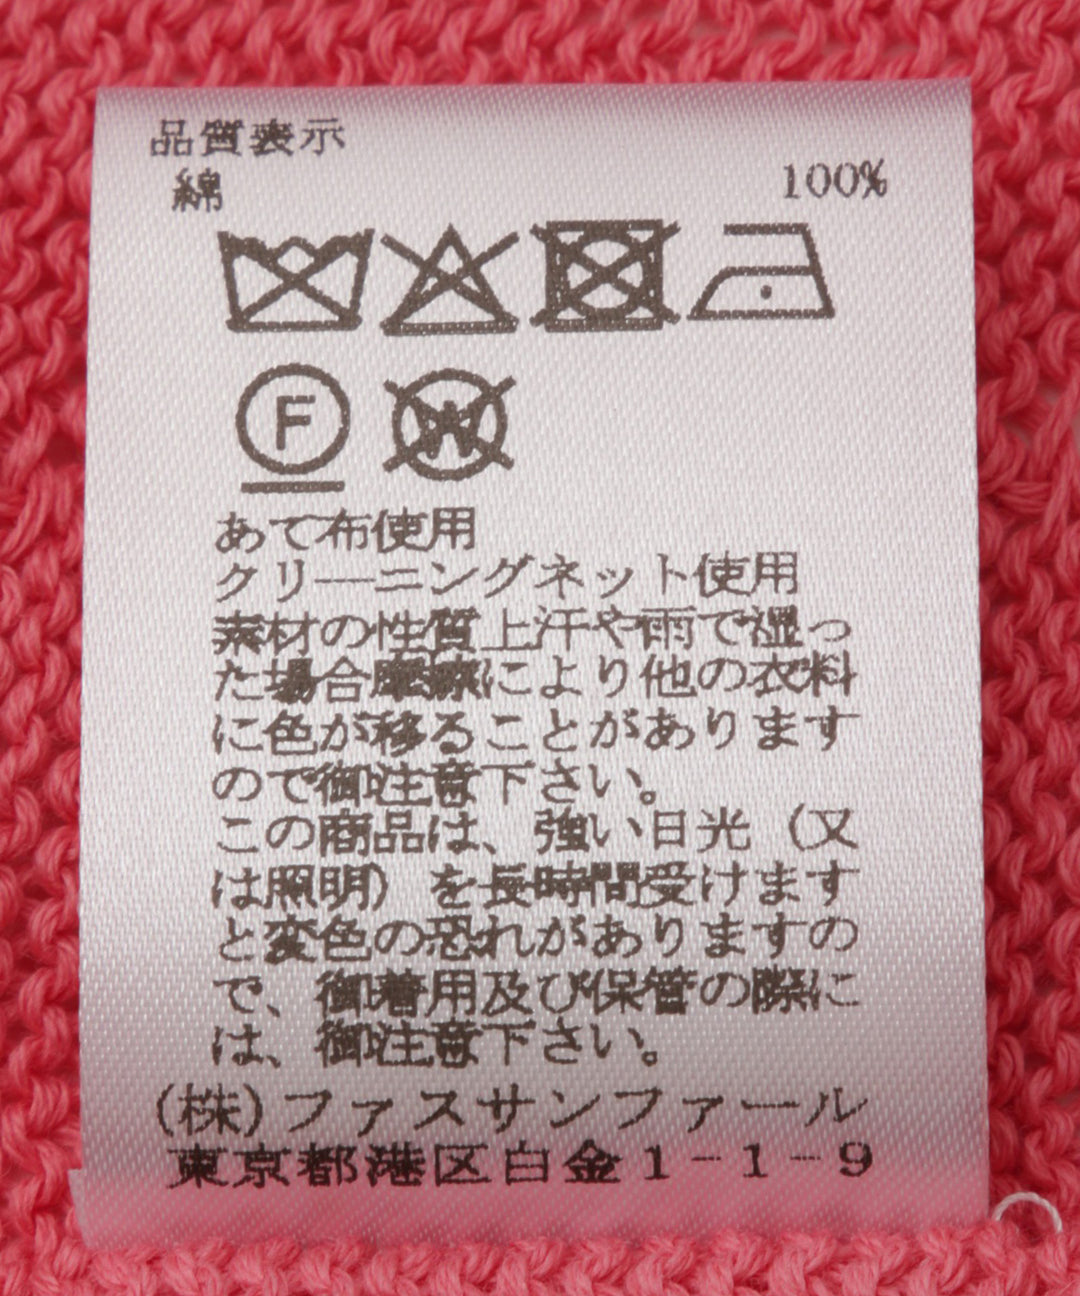 品質表示
綿 100%
F W
あて布使用
クリーニングネット使用
素材の性質上汗や雨で湿っ
た場合摩擦により他の衣料
に色が移ることがあります
ので御注意下さい。
この商品は、強い日光（又
は照明）を長時間受けます
と変色の恐れがありますの
で、御着用及び保管の際に
は、御注意下さい。
(株)ファスサンファール
東京都港区白金1-1-9